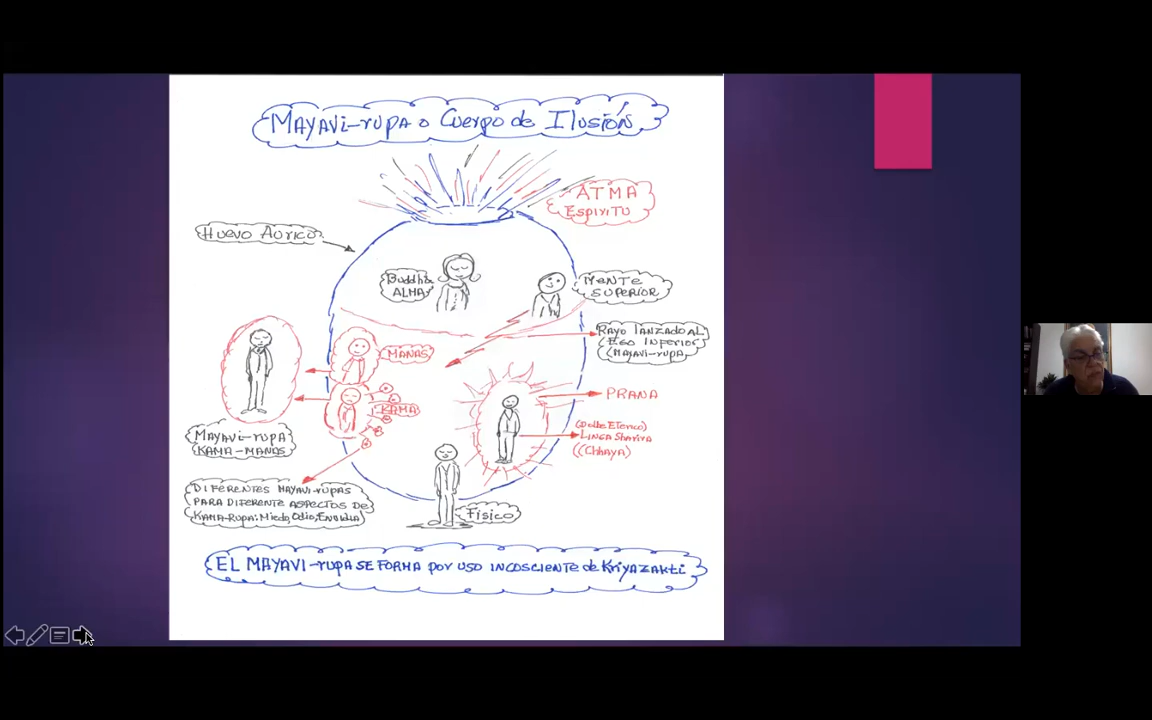 MAYAVI-rupa o Cuerpo de Ilusión
ATMA
ESPIRITU
HUEVO AURICO
Buddhi
ALMA
MENTE
SUPERIOR
RAYO LANZADO AL
EGO INFERIOR
(MAYAVI-rupa
MANAS
KAMA
PRANA
(Doble Eterico)
LINGA Sharira
((Chhaya)
MAYAVI-rupa
KAMA-MANAS
DIFERENTES MAYAVI-RUPAS
PARA DIFERENTE ASPECTOS DE
KAMA-RUPA: Miedo, Odio, Envidia
Físico
EL MAYAVI-rupa SE FORMA por USO INCOSCIENTE de Kriyazakti